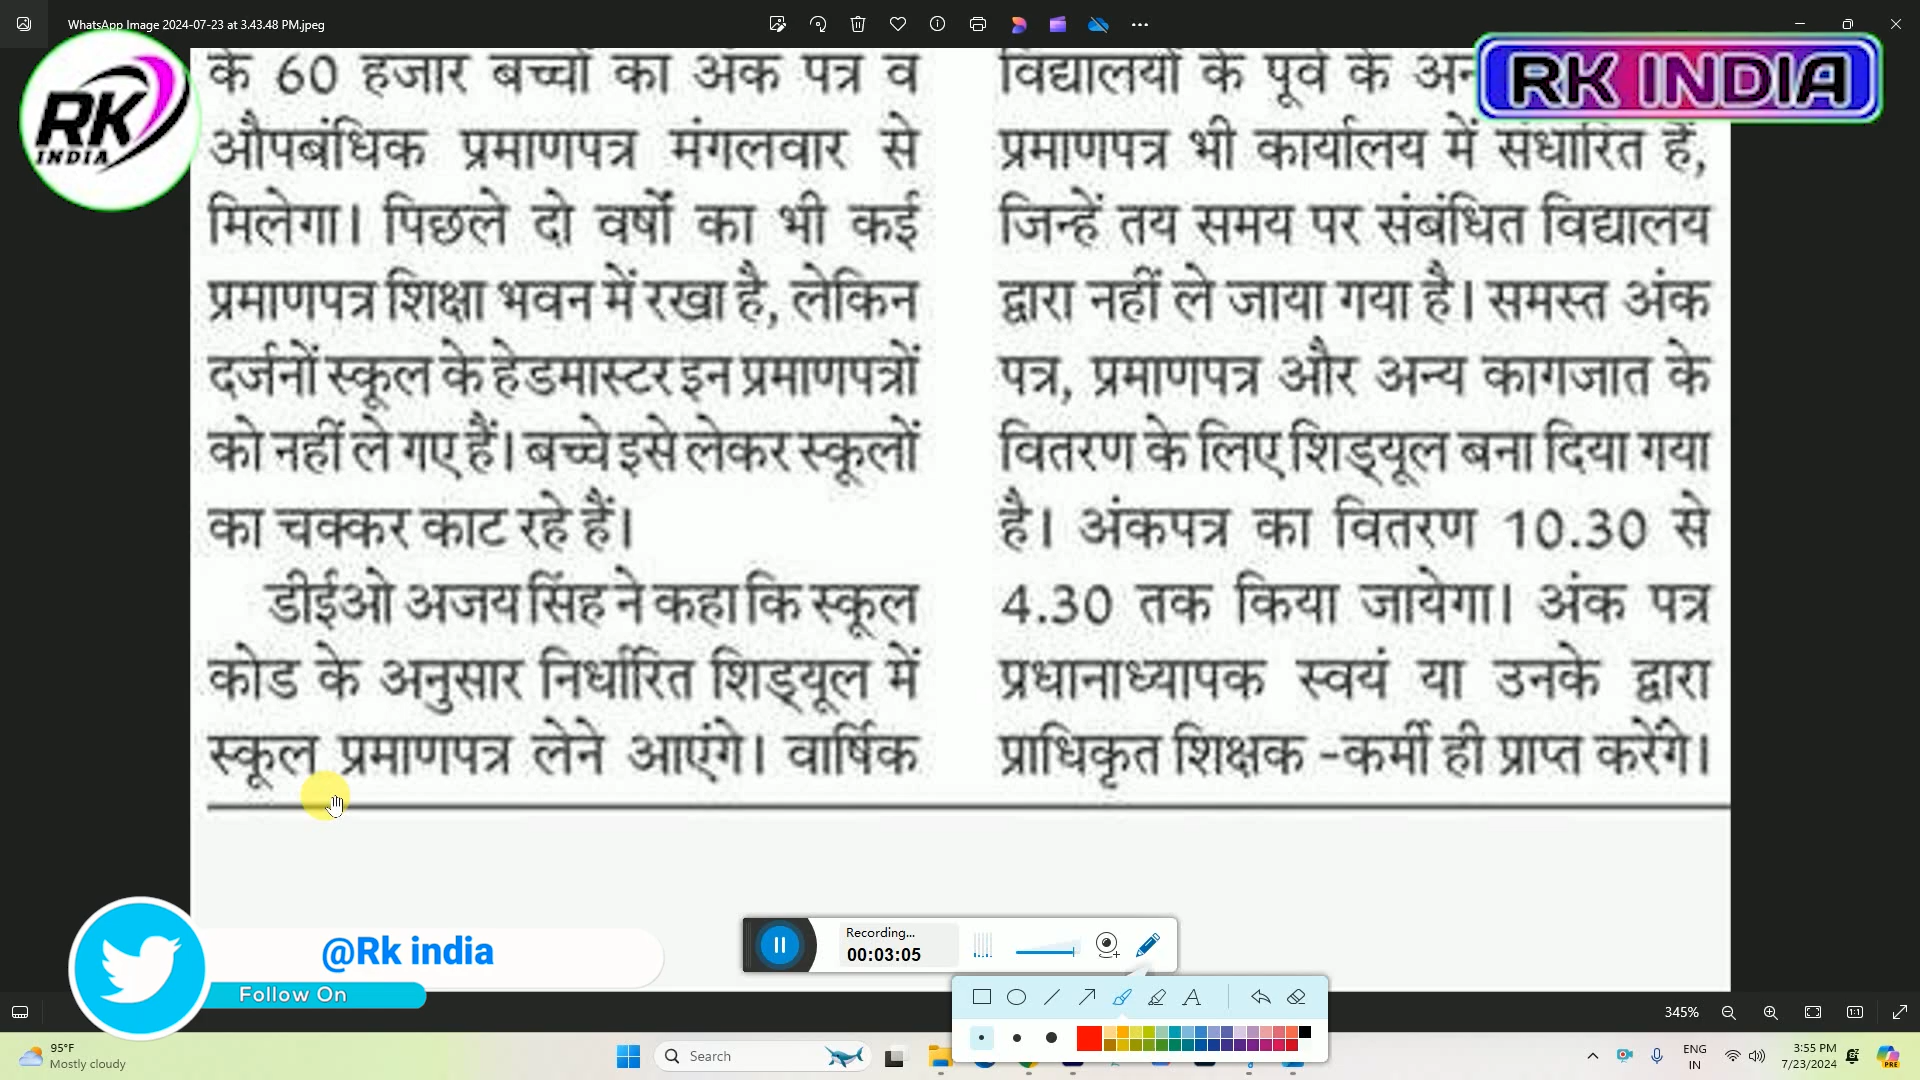 WhatsApp Image 2024-07-23 at 3.43.48 PM.jpeg
RK
INDIA
RK INDIA
के 60 हजार बच्चों का अंक पत्र व
औपबंधिक प्रमाणपत्र मंगलवार से
मिलेगा। पिछले दो वर्षों का भी कई
प्रमाणपत्र शिक्षा भवन में रखा है, लेकिन
दर्जनों स्कूल के हेडमास्टर इन प्रमाणपत्रों
को नहीं ले गए हैं। बच्चे इसे लेकर स्कूलों
का चक्कर काट रहे हैं।
डीईओ अजय सिंह ने कहा कि स्कूल
कोड के अनुसार निर्धारित शिड्यूल में
स्कूल प्रमाणपत्र लेने आएंगे। वार्षिक
विद्यालयों के पूर्व के
प्रमाणपत्र भी कार्यालय में संधारित हैं,
जिन्हें तय समय पर संबंधित विद्यालय
द्वारा नहीं ले जाया गया है। समस्त अंक
पत्र, प्रमाणपत्र और अन्य कागजात के
वितरण के लिए शिड्यूल बना दिया गया
है। अंकपत्र का वितरण 10.30 से
4.30 तक किया जायेगा। अंक पत्र
प्रधानाध्यापक स्वयं या उनके द्वारा
प्राधिकृत शिक्षक -कर्मी ही प्राप्त करेंगे।
@Rk india
Follow On
Recording...
00:03:05
345%
95°F
Mostly cloudy
Search
ENG
IN
3:55 PM
7/23/2024